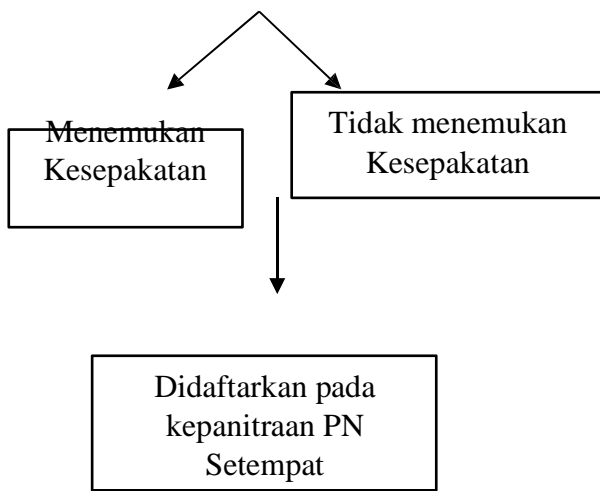 Menemukan
Kesepakatan
Tidak menemukan
Kesepakatan
Didaftarkan pada
kepanitraan PN
Setempat